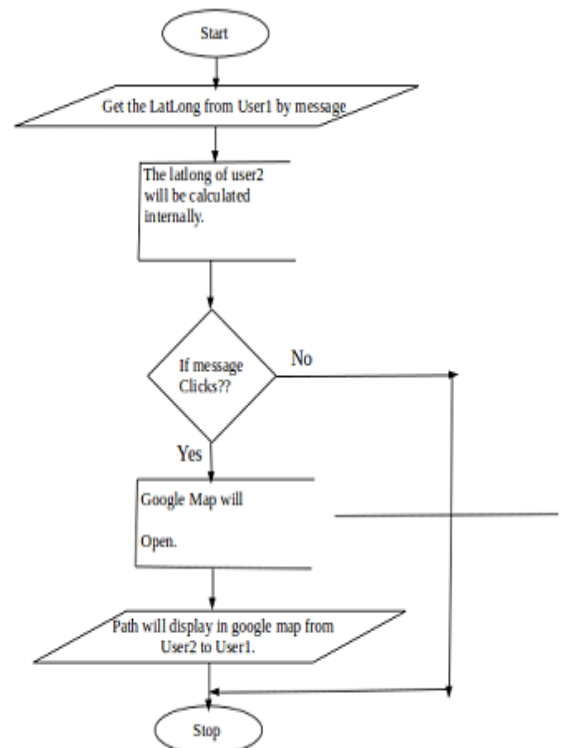 Start
Get the LatLong from User1 by message
The latlong of user2
will be calculated
internally.
If message
Clicks??
No
Yes
Google Map will
Open.
Path will display in google map from
User2 to User1.
Stop